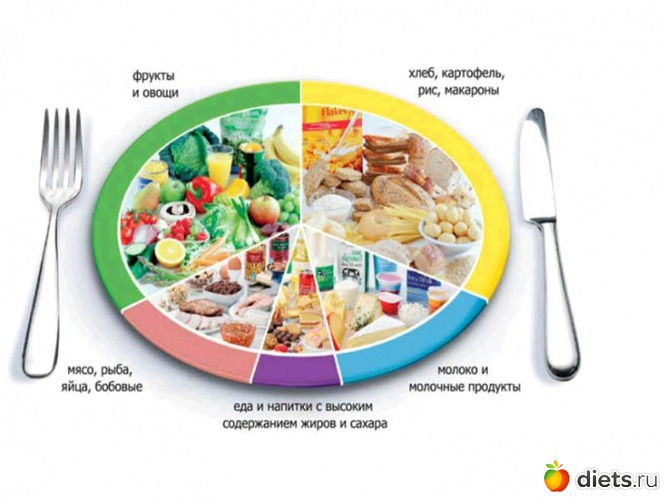 фрукты
и овощи
хлеб, картофель,
рис, макароны
Flakes
мясо, рыба,
яйца, бобовые
молоко и
молочные продукты
еда и напитки с высоким
содержанием жиров и сахара
diets.ru